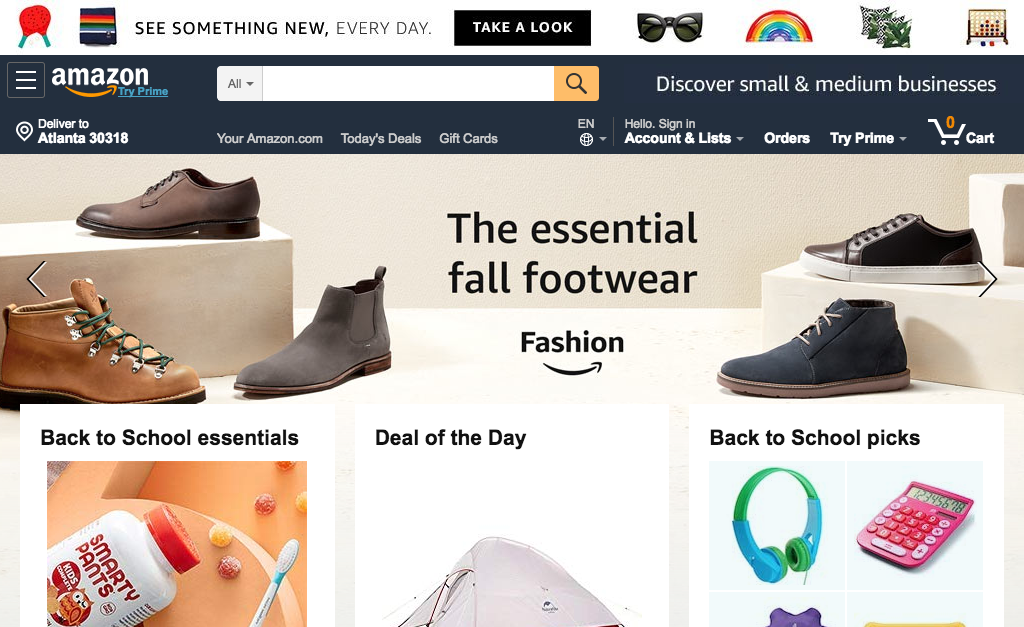 SEE SOMETHING NEW, EVERY DAY.
TAKE A LOOK
amazon
Try Prime
All
Discover small & medium businesses
Deliver to
Atlanta 30318
Your Amazon.com
Today's Deals
Gift Cards
EN
Hello. Sign in
Account & Lists
Orders
Try Prime
0
Cart
The essential
fall footwear
Fashion
Back to School essentials
Deal of the Day
Back to School picks
SMARTY
PANTS
KIDS
COMPLETE
12345678